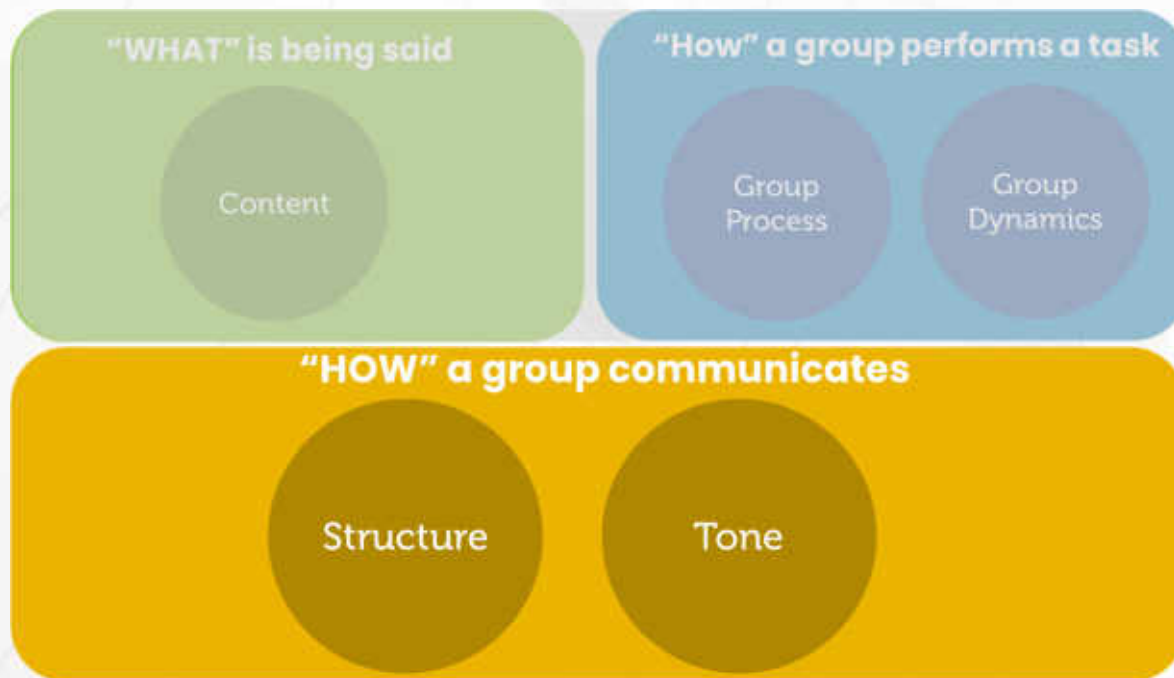 “WHAT” is being said
Content
“How” a group performs a task
Group
Process
Group
Dynamics
“HOW” a group communicates
Structure
Tone